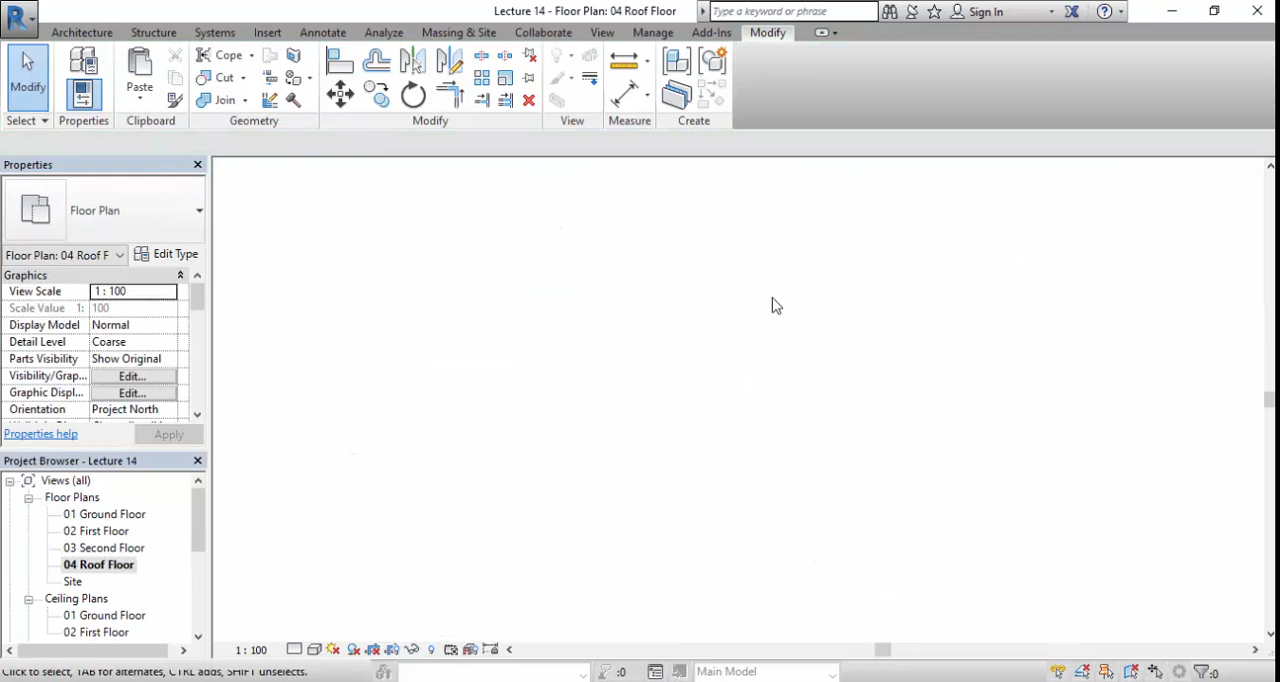 Lecture 14 - Floor Plan: 04 Roof Floor
Type a keyword or phrase
Sign In
Architecture
Structure
Systems
Insert
Annotate
Analyze
Massing & Site
Collaborate
View
Manage
Add-Ins
Modify
Modify
Paste
Cope
Cut
Join
Select
Properties
Clipboard
Geometry
Modify
View
Measure
Create
Properties
Floor Plan
Floor Plan: 04 Roof F
Edit Type
Graphics
View Scale 1 : 100
Scale Value 1: 100
Display Model Normal
Detail Level Coarse
Parts Visibility Show Original
Visibility/Grap... Edit...
Graphic Displ... Edit...
Orientation Project North
Properties help
Apply
Project Browser - Lecture 14
Views (all)
Floor Plans
01 Ground Floor
02 First Floor
03 Second Floor
04 Roof Floor
Site
Ceiling Plans
01 Ground Floor
02 First Floor
1 : 100
Click to select, TAB for alternates, CTRL adds, SHIFT unselects.
:0
Main Model
:0